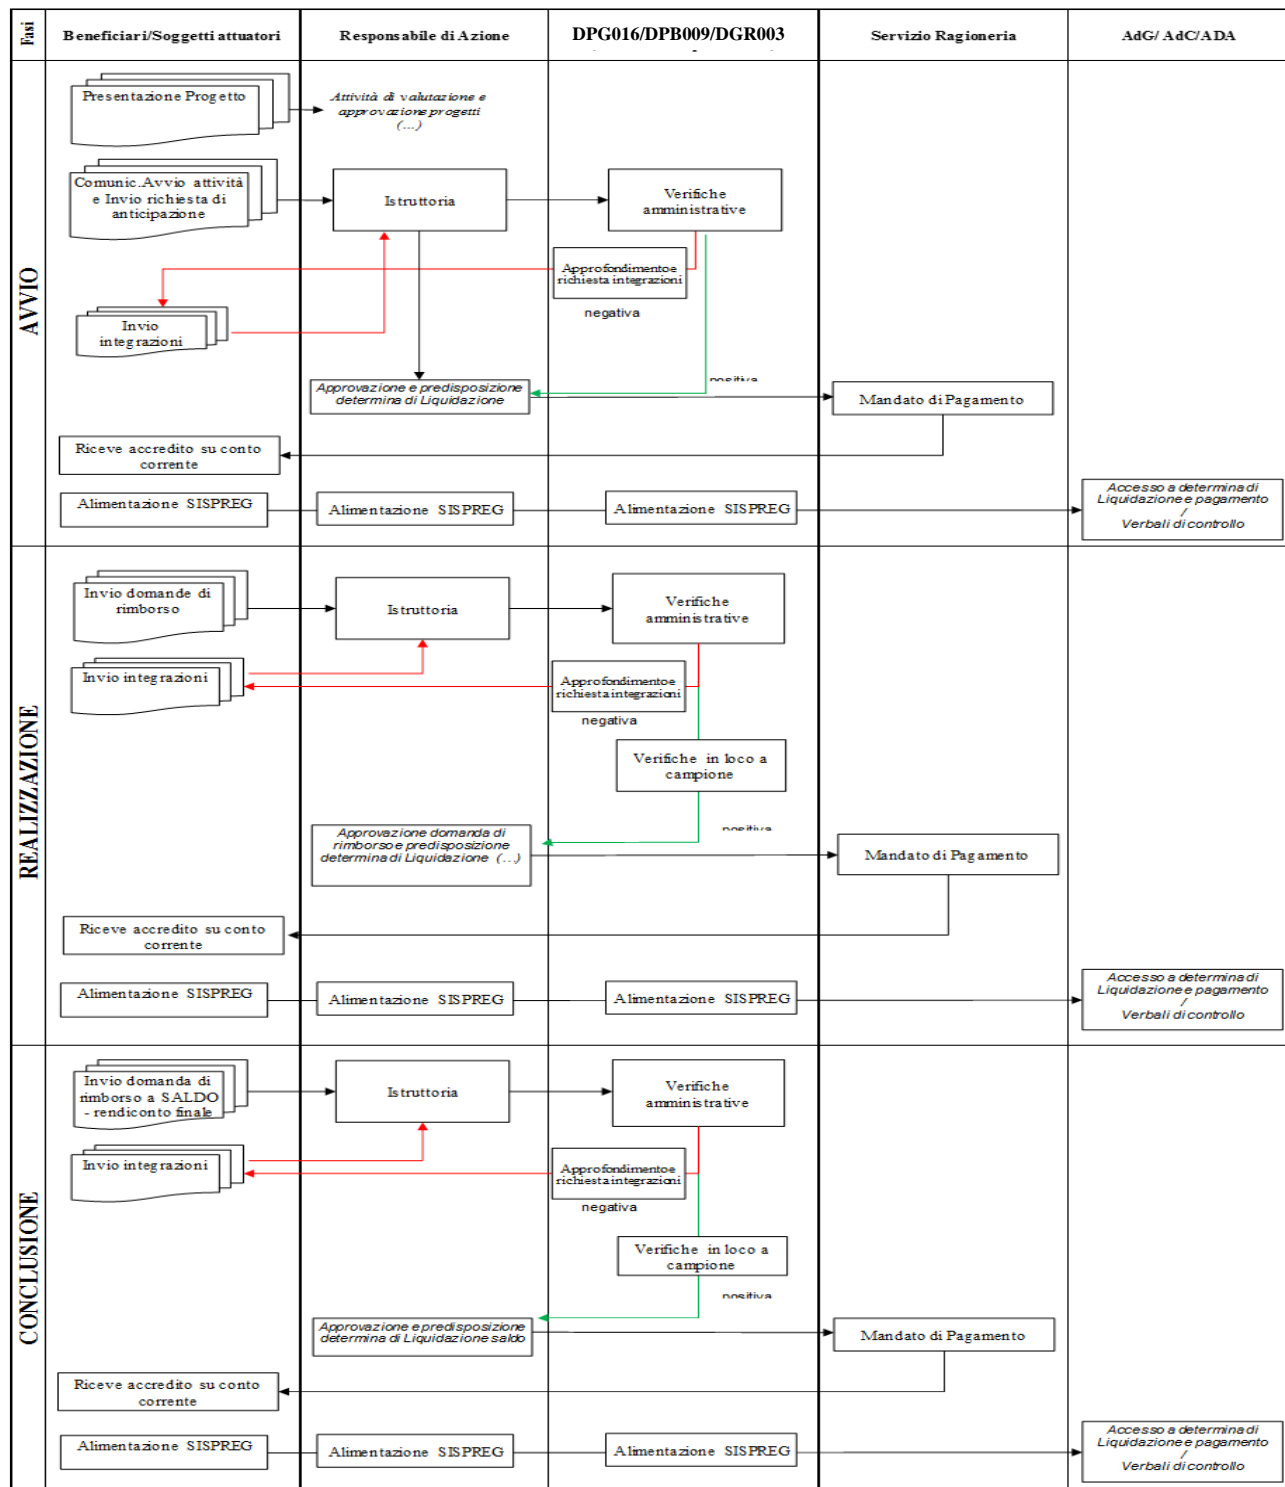 Fasi
Beneficiari/Soggetti attuatori
Responsabile di Azione
DPG016/DPB009/DGR003
Servizio Ragioneria
AdG/ AdC/ADA
AVVIO
Presentazione Progetto
Attività di valutazione e
approvazione progetti
(...)
Comunic.Avvio attività
e Invio richiesta di
anticipazione
Istruttoria
Verifiche
amministrative
Approfondimento e
richiesta integrazioni
negativa
Invio
integrazioni
positiva
Approvazione e predisposizione
determina di Liquidazione
Mandato di Pagamento
Riceve accredito su conto
corrente
Alimentazione SISPREG
Alimentazione SISPREG
Alimentazione SISPREG
Accesso a determina di
Liquidazione e pagamento
/
Verbali di controllo
REALIZZAZIONE
Invio domande di
rimborso
Istruttoria
Verifiche
amministrative
Invio integrazioni
Approfondimento e
richiesta integrazioni
negativa
Verifiche in loco a
campione
positiva
Approvazione domanda di
rimborso e predisposizione
determina di Liquidazione (...)
Mandato di Pagamento
Riceve accredito su conto
corrente
Alimentazione SISPREG
Alimentazione SISPREG
Alimentazione SISPREG
Accesso a determina di
Liquidazione e pagamento
/
Verbali di controllo
CONCLUSIONE
Invio domanda di
rimborso a SALDO
- rendiconto finale
Istruttoria
Verifiche
amministrative
Invio integrazioni
Approfondimento e
richiesta integrazioni
negativa
Verifiche in loco a
campione
positiva
Approvazione e predisposizione
determina di Liquidazione saldo
Mandato di Pagamento
Riceve accredito su conto
corrente
Alimentazione SISPREG
Alimentazione SISPREG
Alimentazione SISPREG
Accesso a determina di
Liquidazione e pagamento
/
Verbali di controllo